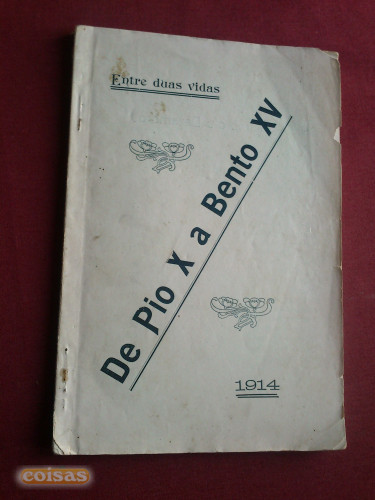 Entre duas vidas
De Pio X a Bento XV
1914
coisas